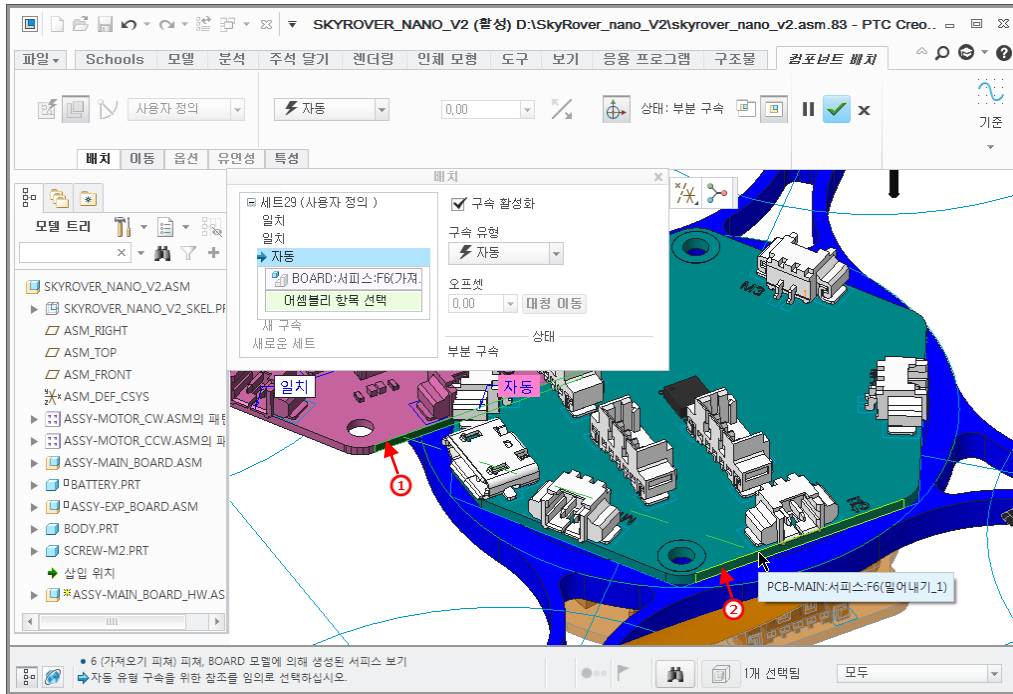 SKYROVER_NANO_V2 (활성) D:\SkyRover_nano_V2\skyrover_nano_v2.asm.83 - PTC Creo..
파일 Schools 모델 분석 주석 달기 렌더링 인체 모형 도구 보기 응용 프로그램 구조물 컴포넌트 배치
사용자 정의 자동 0,00 상태: 부분 구속
기준
배치 이동 옵션 유연성 특성
배치
세트29 (사용자 정의 )
일치
일치
자동
BOARD:서피스:F6(가져.
어셈블리 항목 선택
새 구속
새로운 세트
구속 활성화
구속 유형
자동
오프셋
0,00 대칭 이동
상태
부분 구속
모델 트리
SKYROVER_NANO_V2.ASM
SKYROVER_NANO_V2_SKEL.PF
ASM_RIGHT
ASM_TOP
ASM_FRONT
ASM_DEF_CSYS
ASSY-MOTOR_CW.ASM의 패턴
ASSY-MOTOR_CCW.ASM의 패
ASSY-MAIN_BOARD.ASM
BATTERY.PRT
ASSY-EXP_BOARD.ASM
BODY.PRT
SCREW-M2.PRT
삽입 위치
ASSY-MAIN_BOARD_HW.AS
일치
자동
M3
1
2
PCB-MAIN:서피스:F6(밀어내기_1)
6 (가져오기 피쳐) 피쳐, BOARD 모델에 의해 생성된 서피스 보기
자동 유형 구속을 위한 참조를 임의로 선택하십시오.
1개 선택됨
모두